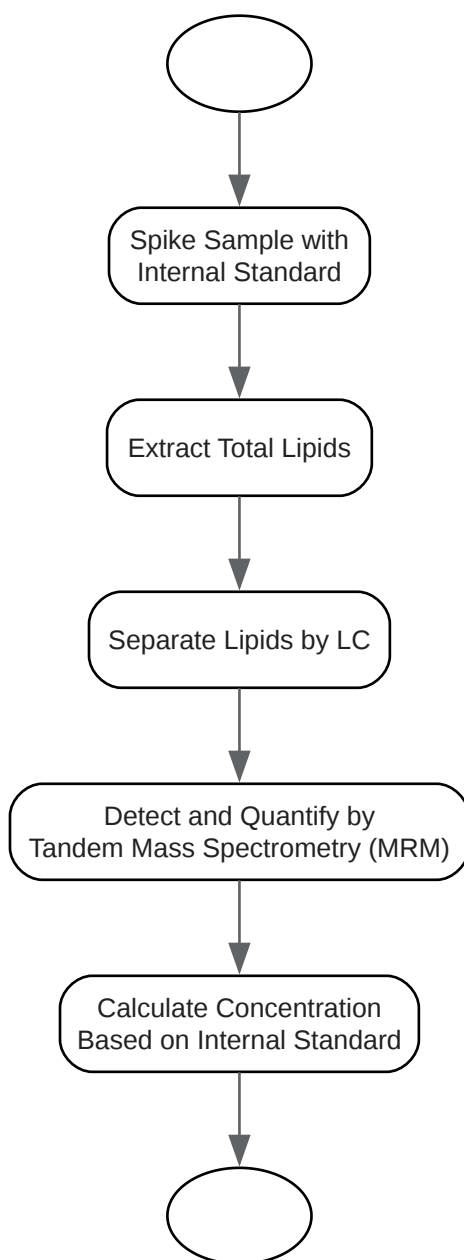 Spike Sample with
Internal Standard
Extract Total Lipids
Separate Lipids by LC
Detect and Quantify by
Tandem Mass Spectrometry (MRM)
Calculate Concentration
Based on Internal Standard